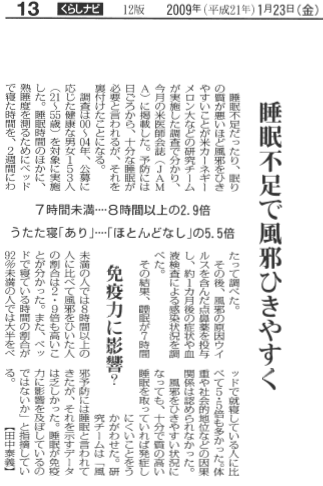 13 くらしナビ 12版 2009年(平成21年)1月23日(金)
睡眠不足で風邪ひきやすく
睡眠不足だったり、眠り
の質が悪いほど風邪をひき
やすいことが米カーネギー
メロン大などの研究チーム
が実施した調査で分かり、
今月の米医師会誌(JAM
A)に掲載した。予防には
日ごろから、十分な睡眠が
必要と言われるが、それを
裏付けたことになる。
調査は00〜04年、公募に
応じた健康な男女153人
(21〜55歳)を対象に実施
した。睡眠時間のほかに、
熟睡度を測るためにベッド
で寝た時間を、2週間にわ
7時間未満…8時間以上の2.9倍
うたた寝「あり」…「ほとんどなし」の5.5倍
たって調べた。
その後、風邪の原因ウイ
ルスを含んだ点鼻薬を投与
し、約1カ月後の症状や血
液検査による感染状況を調
べた。
その結果、睡眠が7時間
免疫力に影響?
未満の人では8時間以上の
人に比べて風邪をひいた人
の割合は2・9倍も高いこ
とが分かった。また、ベッ
ドで寝ている時間の割合が
92%未満の人では大半をベ
ッドで就寝している人に比
べて5・5倍も多かった。体
重や社会的地位などの因果
関係は認められなかった。
風邪をひきやすい状況に
なっても、十分で質の高い
睡眠を取っていれば発症し
にくいことをう
かがわせた。研
究チームは「風
邪予防には睡眠と言われて
きたが、それを示すデータ
は乏しかった。睡眠が免疫
力に影響を及ぼしているの
ではないか」と指摘してい
る。【田中泰義】